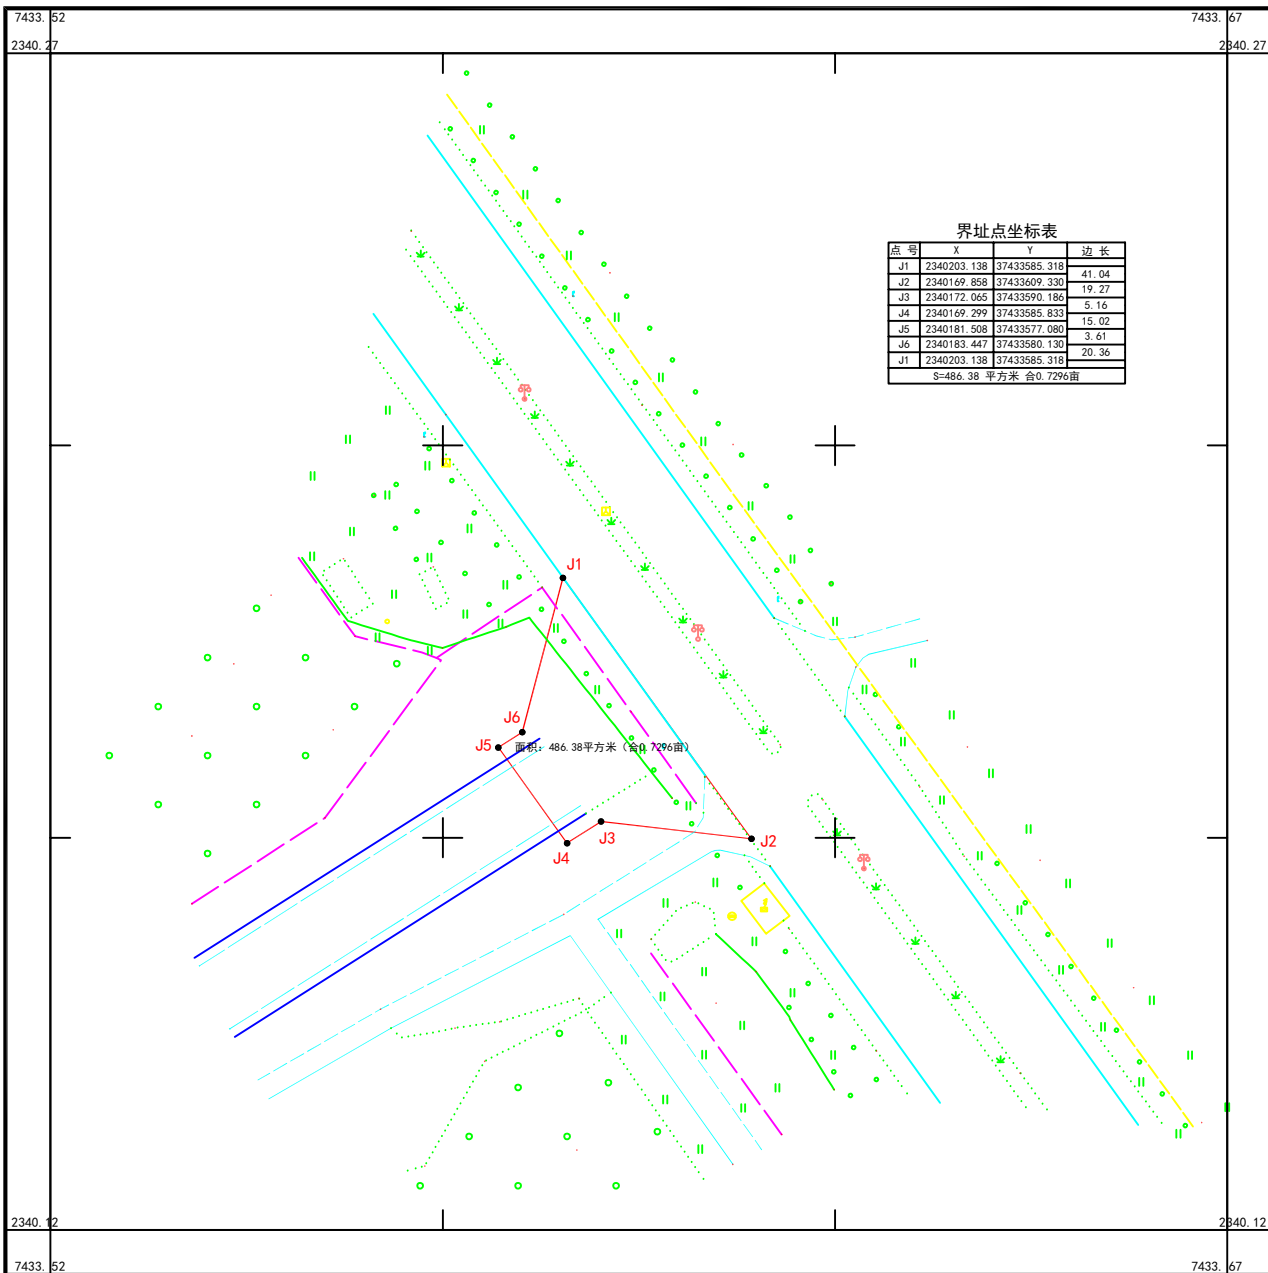 7433.52 7433.67
2340.27 2340.27
界址点坐标表
点号 X Y 边长
J1 2340203.138 37433585.318
41.04
J2 2340169.858 37433609.330
19.27
J3 2340172.065 37433590.186
5.16
J4 2340169.299 37433585.833
15.02
J5 2340181.508 37433577.080
3.61
J6 2340183.447 37433580.130
20.36
J1 2340203.138 37433585.318
S=486.38 平方米 合0.7296亩
J1
J6
J5
面积: 486.38平方米（合0.7296亩）
J3
J2
J4
2340.12 2340.12
7433.52 7433.67